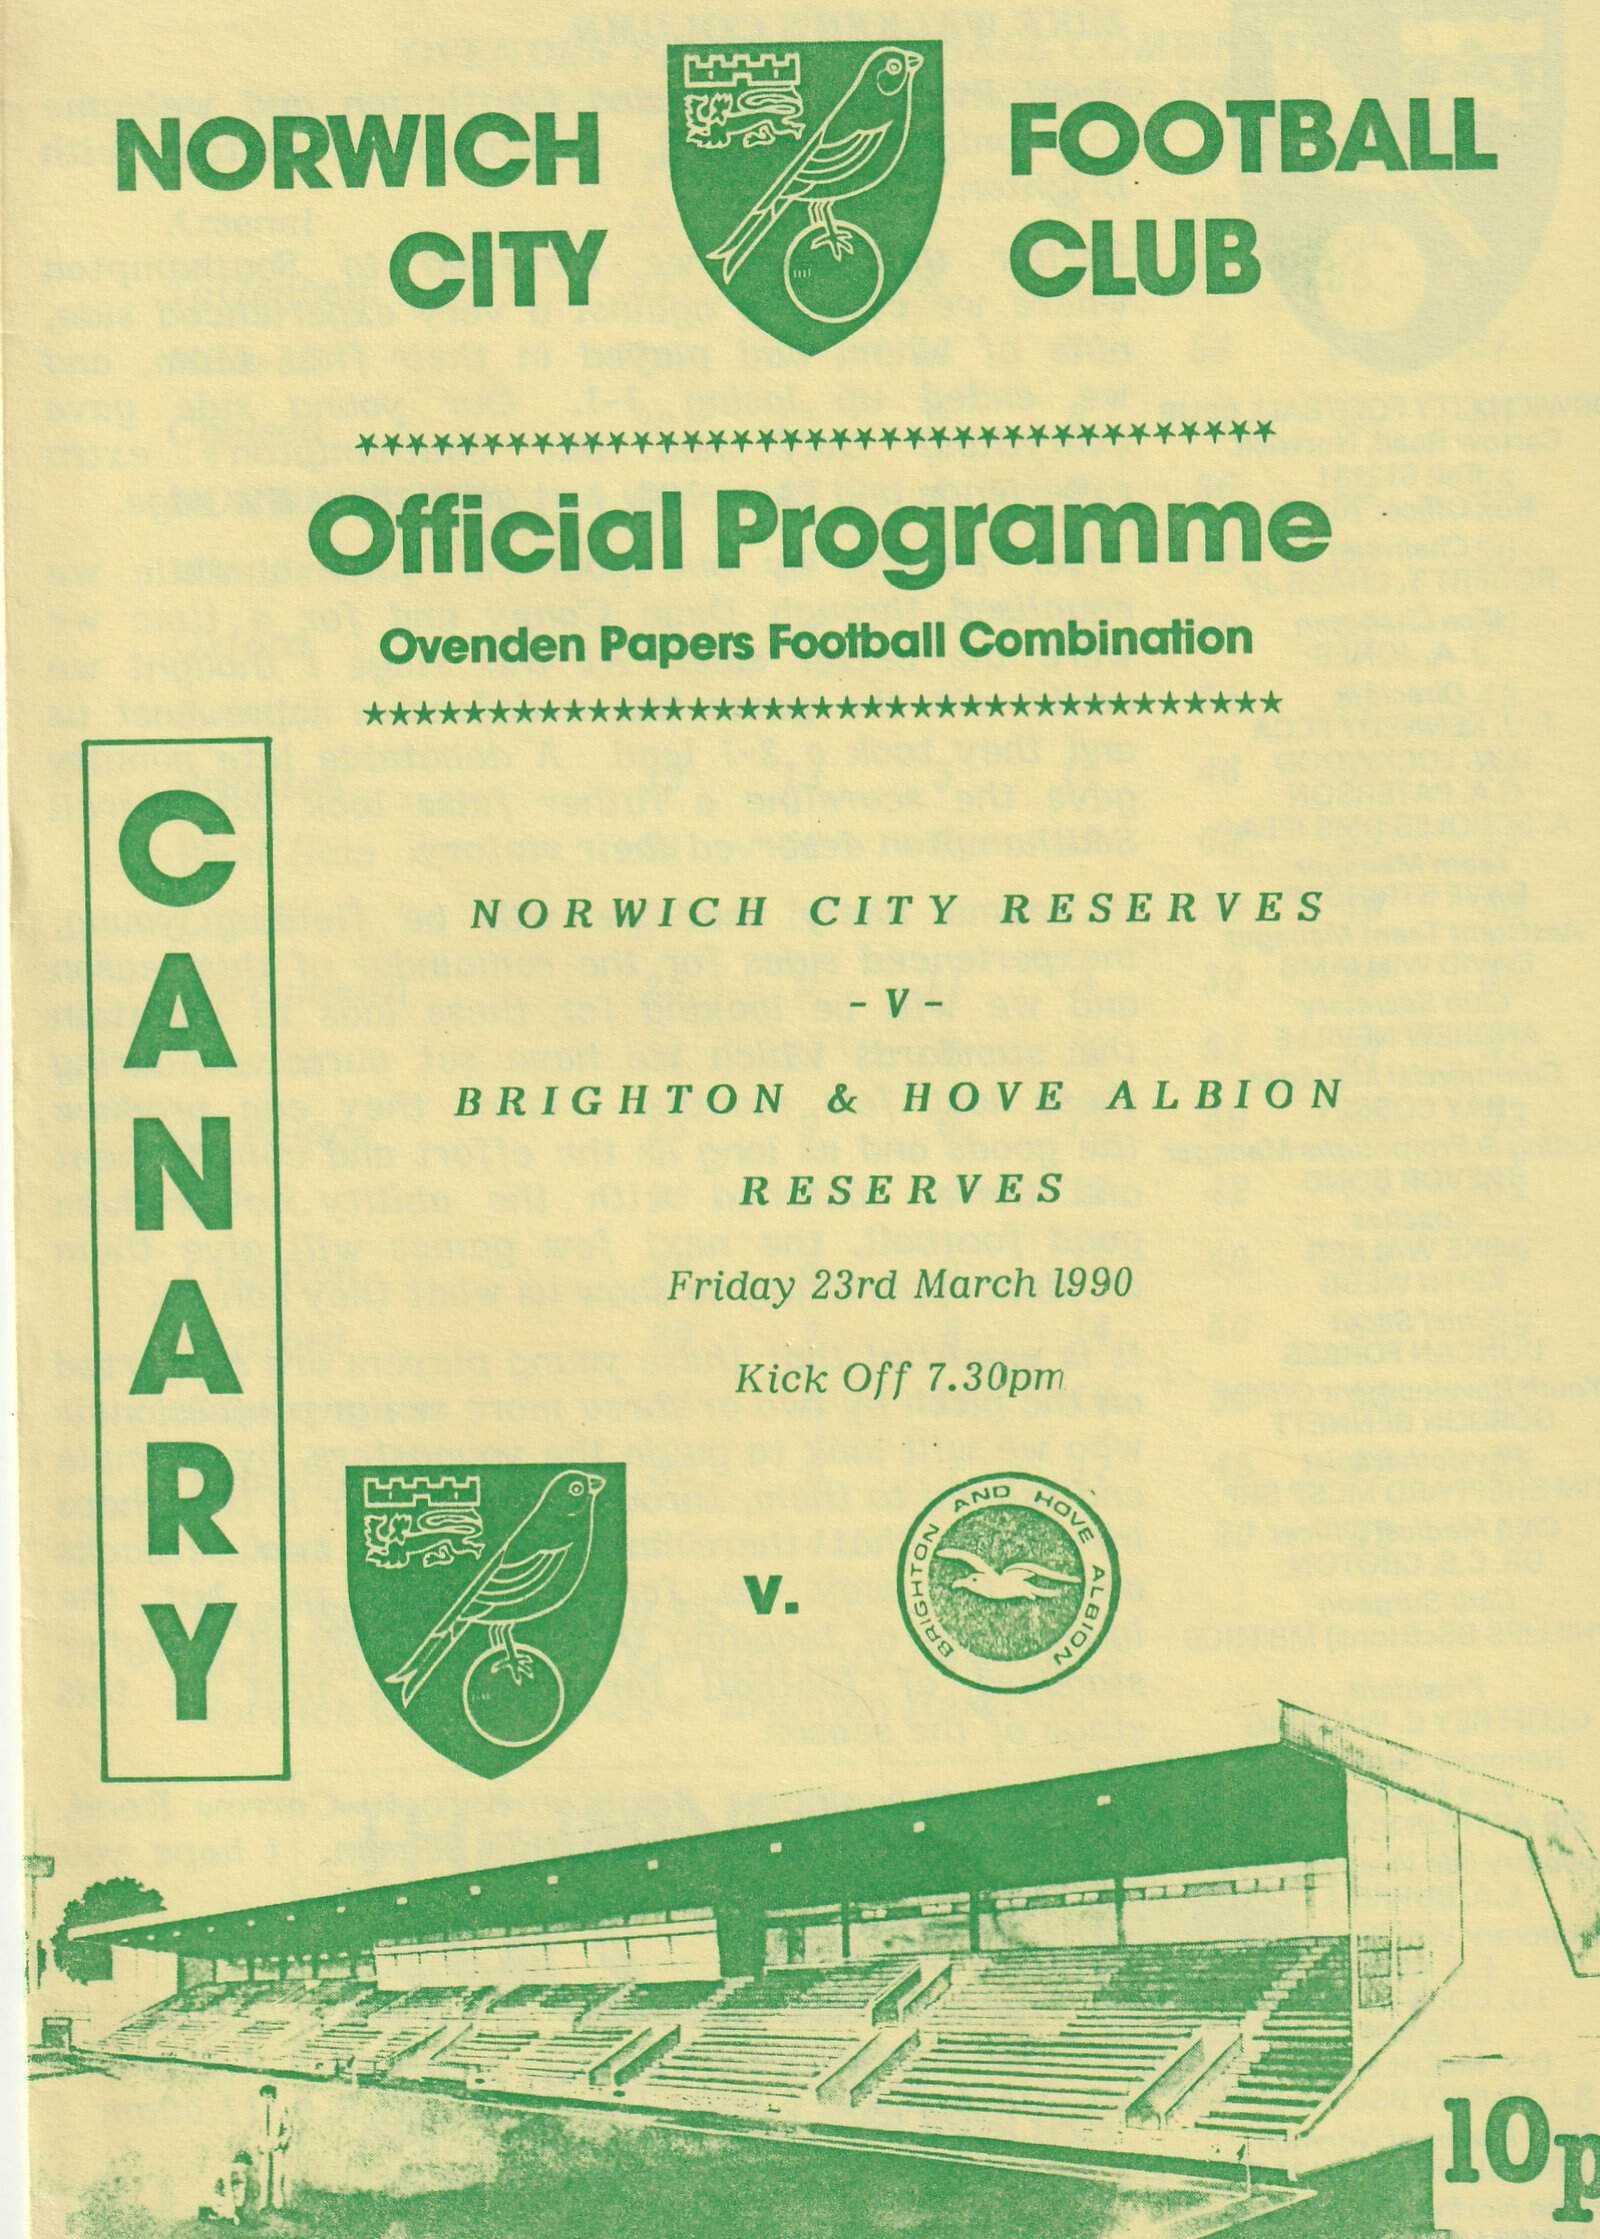 NORWICH CITY
FOOTBALL CLUB
************************************
Official Programme
Ovenden Papers Football Combination
************************************
CANARY
NORWICH CITY RESERVES
- V -
BRIGHTON & HOVE ALBION
RESERVES
Friday 23rd March 1990
Kick Off 7.30pm
v.
BRIGHTON AND HOVE ALBION
10p